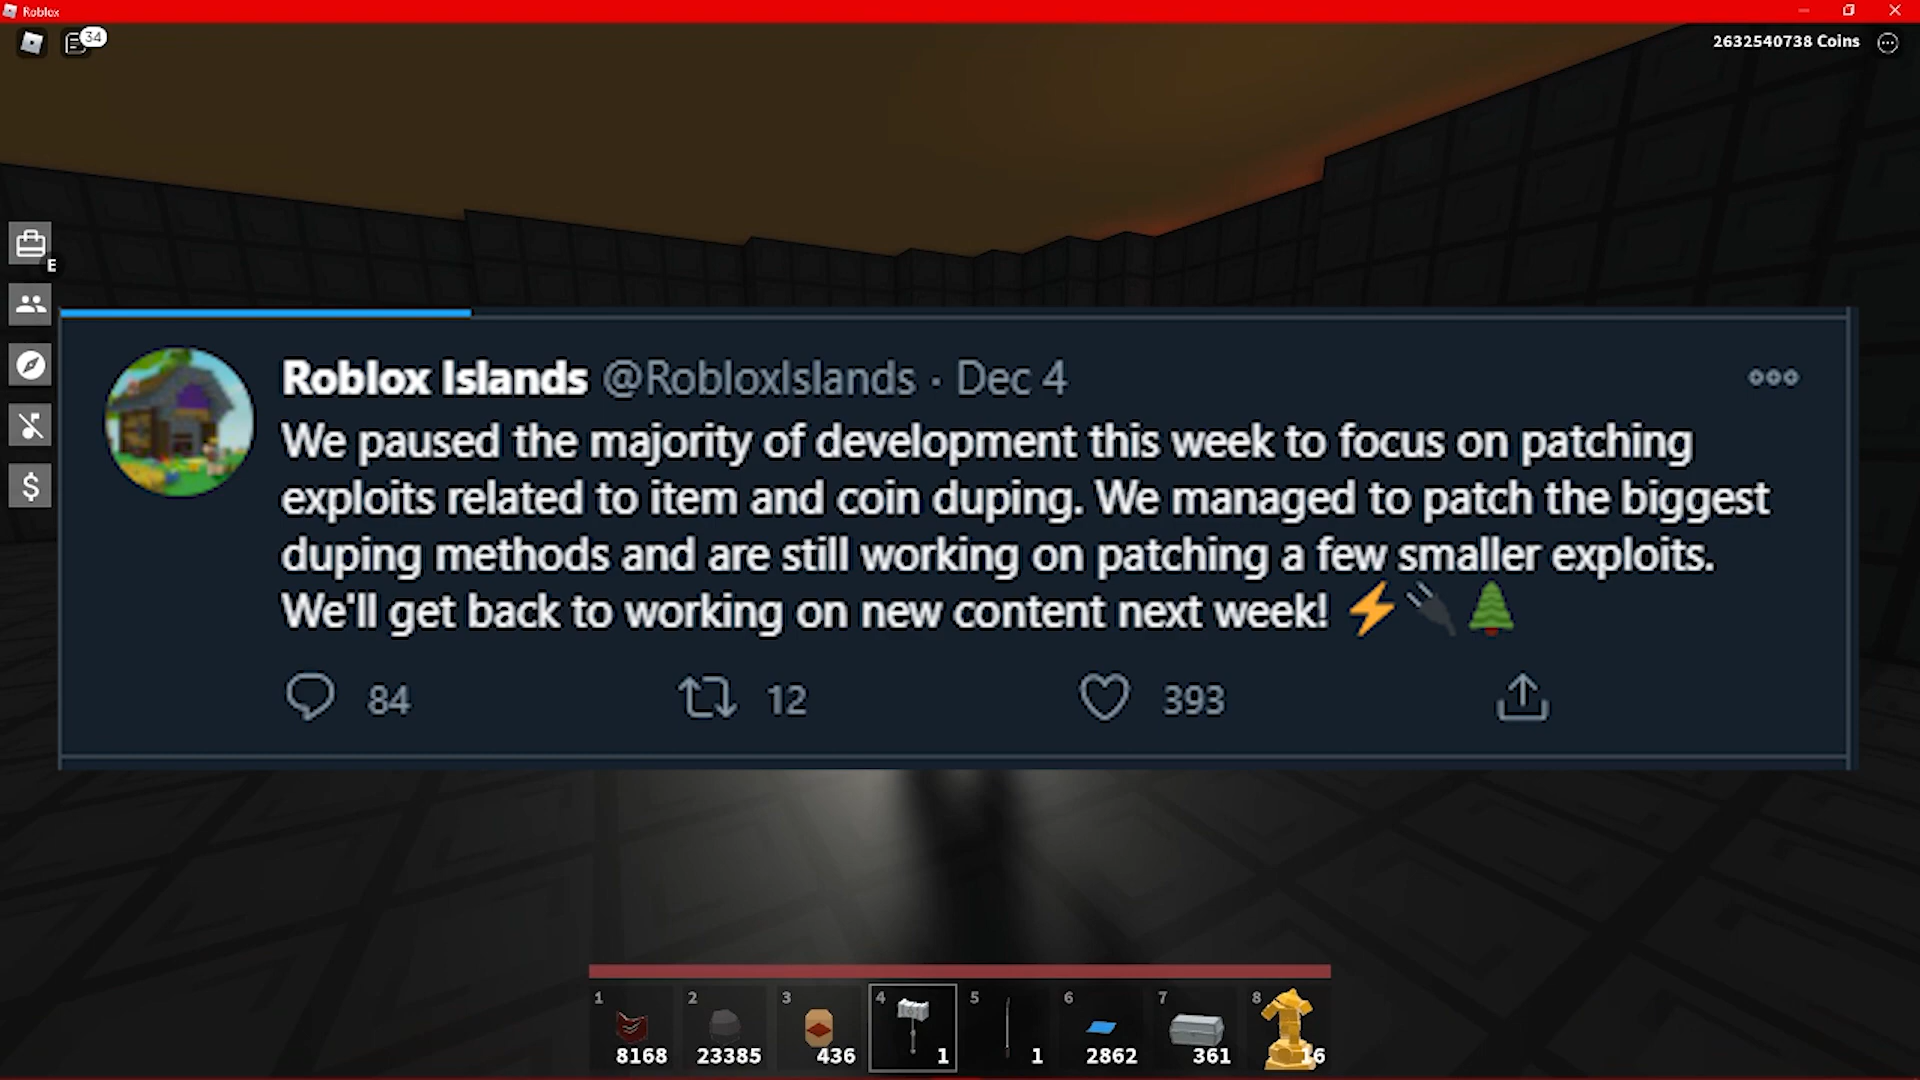 Roblox
34
2632540738 Coins
E
Roblox Islands @RobloxIslands · Dec 4
We paused the majority of development this week to focus on patching
exploits related to item and coin duping. We managed to patch the biggest
duping methods and are still working on patching a few smaller exploits.
We'll get back to working on new content next week! ⚡🔌🎄
84 12 393
1 2 3 4 5 6 7 8
8168 23385 436 1 1 2862 361 16